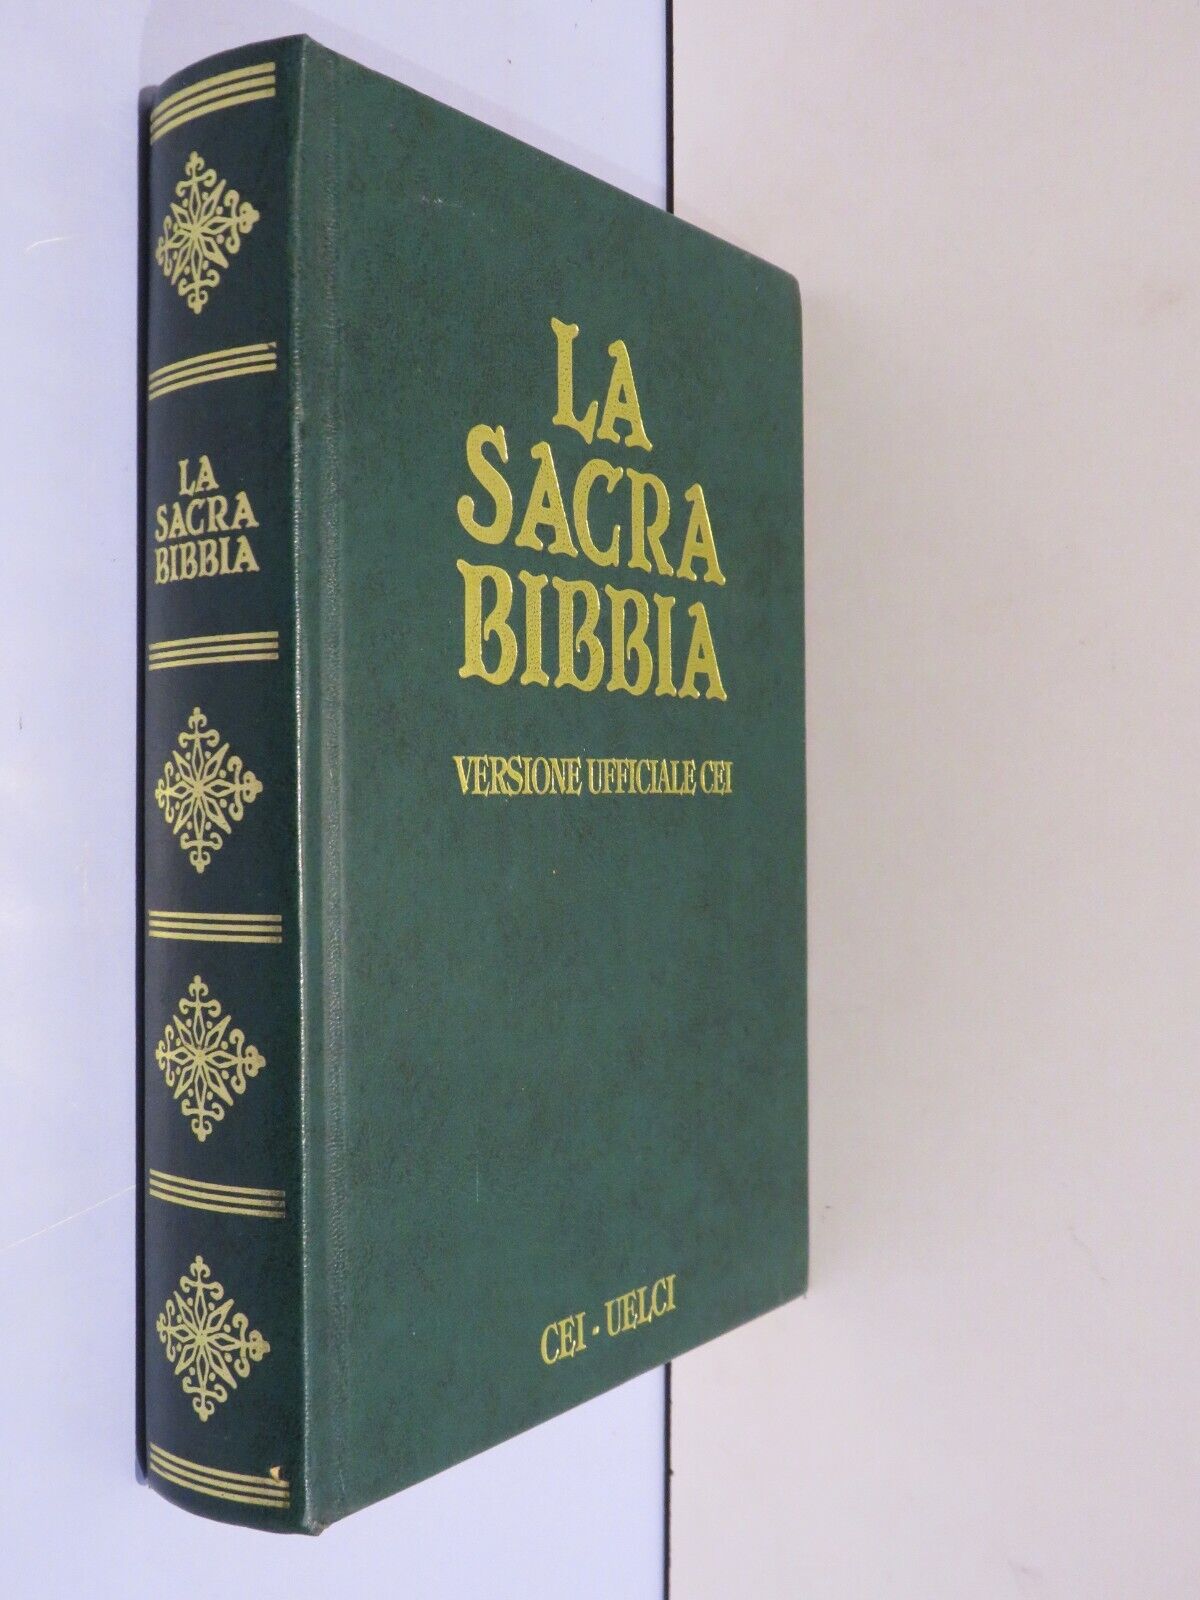 LA
SACRA
BIBBIA
LA
SACRA
BIBBIA
VERSIONE UFFICIALE CEI
CEI - UELCI